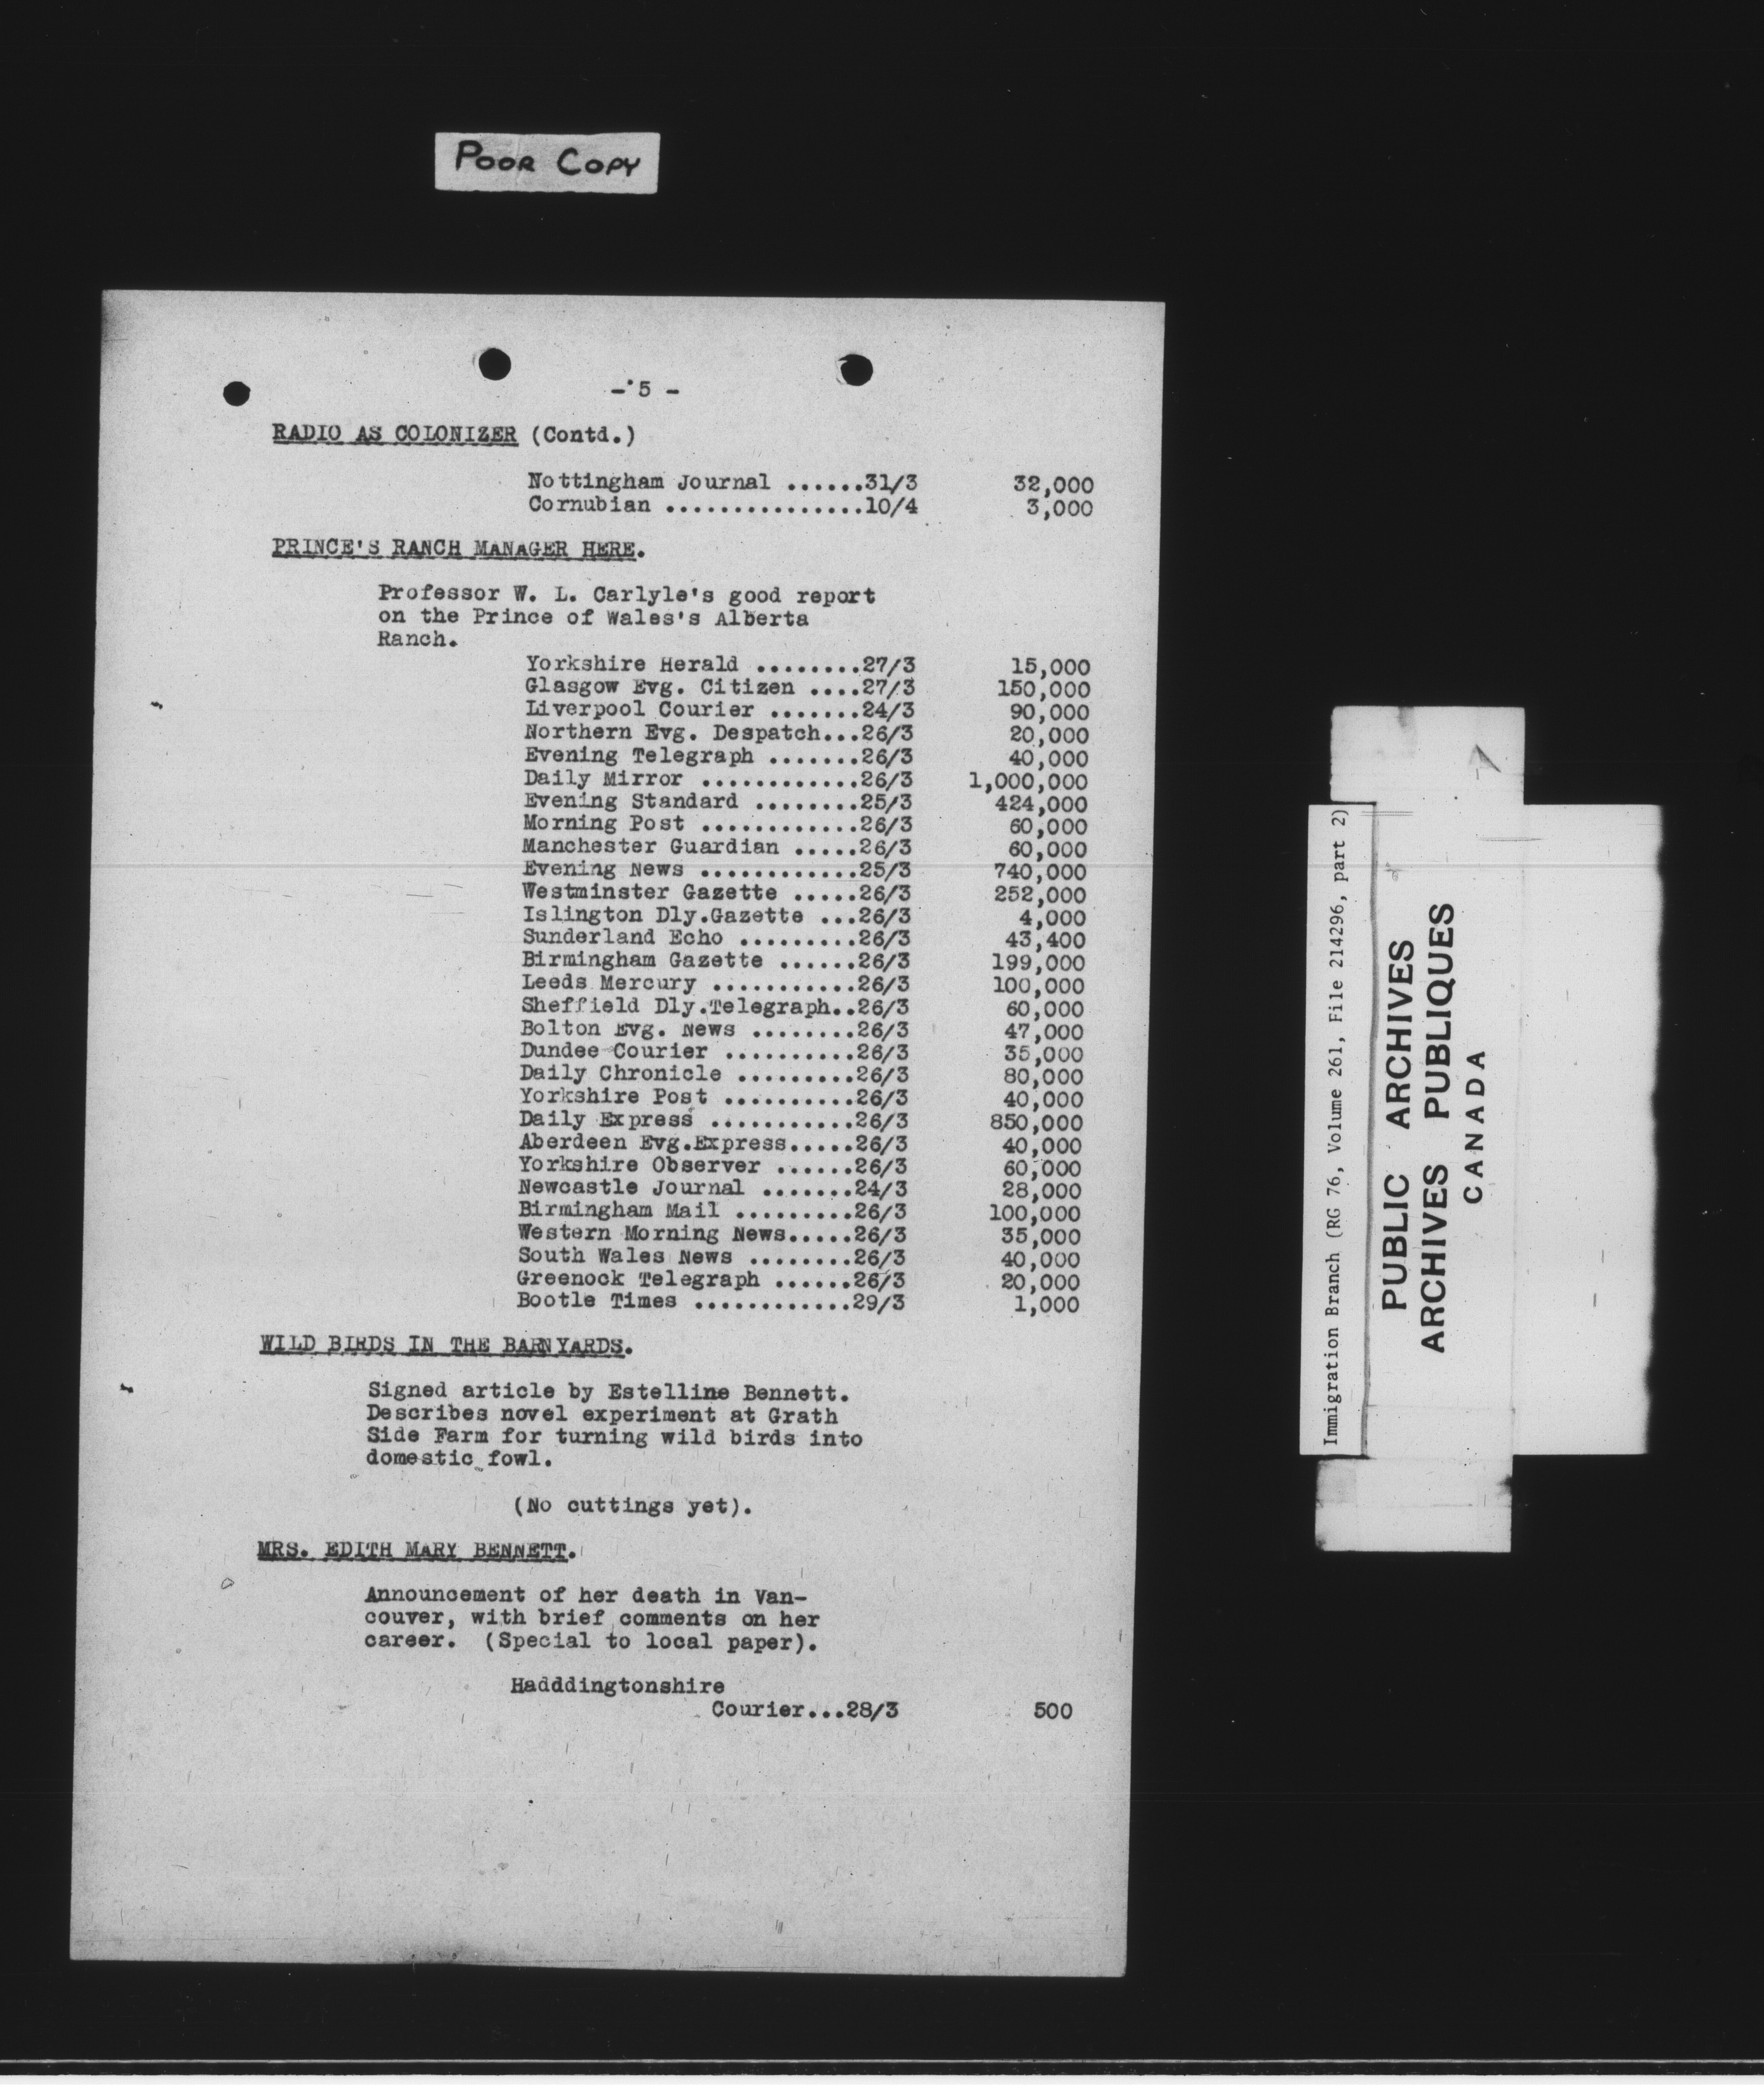 POOR COPY
- 5 -
RADIO AS COLONIZER (Contd.)
Nottingham Journal ......31/3 32,000
Cornubian ...............10/4 3,000
PRINCE'S RANCH MANAGER HERE.
Professor W. L. Carlyle's good report
on the Prince of Wales's Alberta
Ranch.
Yorkshire Herald ........27/3 15,000
Glasgow Evg. Citizen ....27/3 150,000
Liverpool Courier .......24/3 90,000
Northern Evg. Despatch...26/3 20,000
Evening Telegraph .......26/3 40,000
Daily Mirror ............26/3 1,000,000
Evening Standard ........25/3 424,000
Morning Post ............26/3 60,000
Manchester Guardian .....26/3 60,000
Evening News ............25/3 740,000
Westminster Gazette .....26/3 252,000
Islington Dly.Gazette ...26/3 4,000
Sunderland Echo .........26/3 43,400
Birmingham Gazette ......26/3 199,000
Leeds Mercury ...........26/3 100,000
Sheffield Dly.Telegraph..26/3 60,000
Bolton Evg. News ........26/3 47,000
Dundee Courier ..........26/3 35,000
Daily Chronicle .........26/3 80,000
Yorkshire Post ..........26/3 40,000
Daily Express ...........26/3 850,000
Aberdeen Evg.Express.....26/3 40,000
Yorkshire Observer ......26/3 60,000
Newcastle Journal .......24/3 28,000
Birmingham Mail .........26/3 100,000
Western Morning News.....26/3 35,000
South Wales News ........26/3 40,000
Greenock Telegraph ......26/3 20,000
Bootle Times ............29/3 1,000
WILD BIRDS IN THE BARNYARDS.
Signed article by Estelline Bennett.
Describes novel experiment at Grath
Side Farm for turning wild birds into
domestic fowl.
(No cuttings yet).
MRS. EDITH MARY BENNETT.
Announcement of her death in Van-
couver, with brief comments on her
career. (Special to local paper).
Hadddingtonshire
Courier...28/3 500
Immigration Branch (RG 76, Volume 261, File 214296, part 2)
PUBLIC ARCHIVES
ARCHIVES PUBLIQUES
CANADA